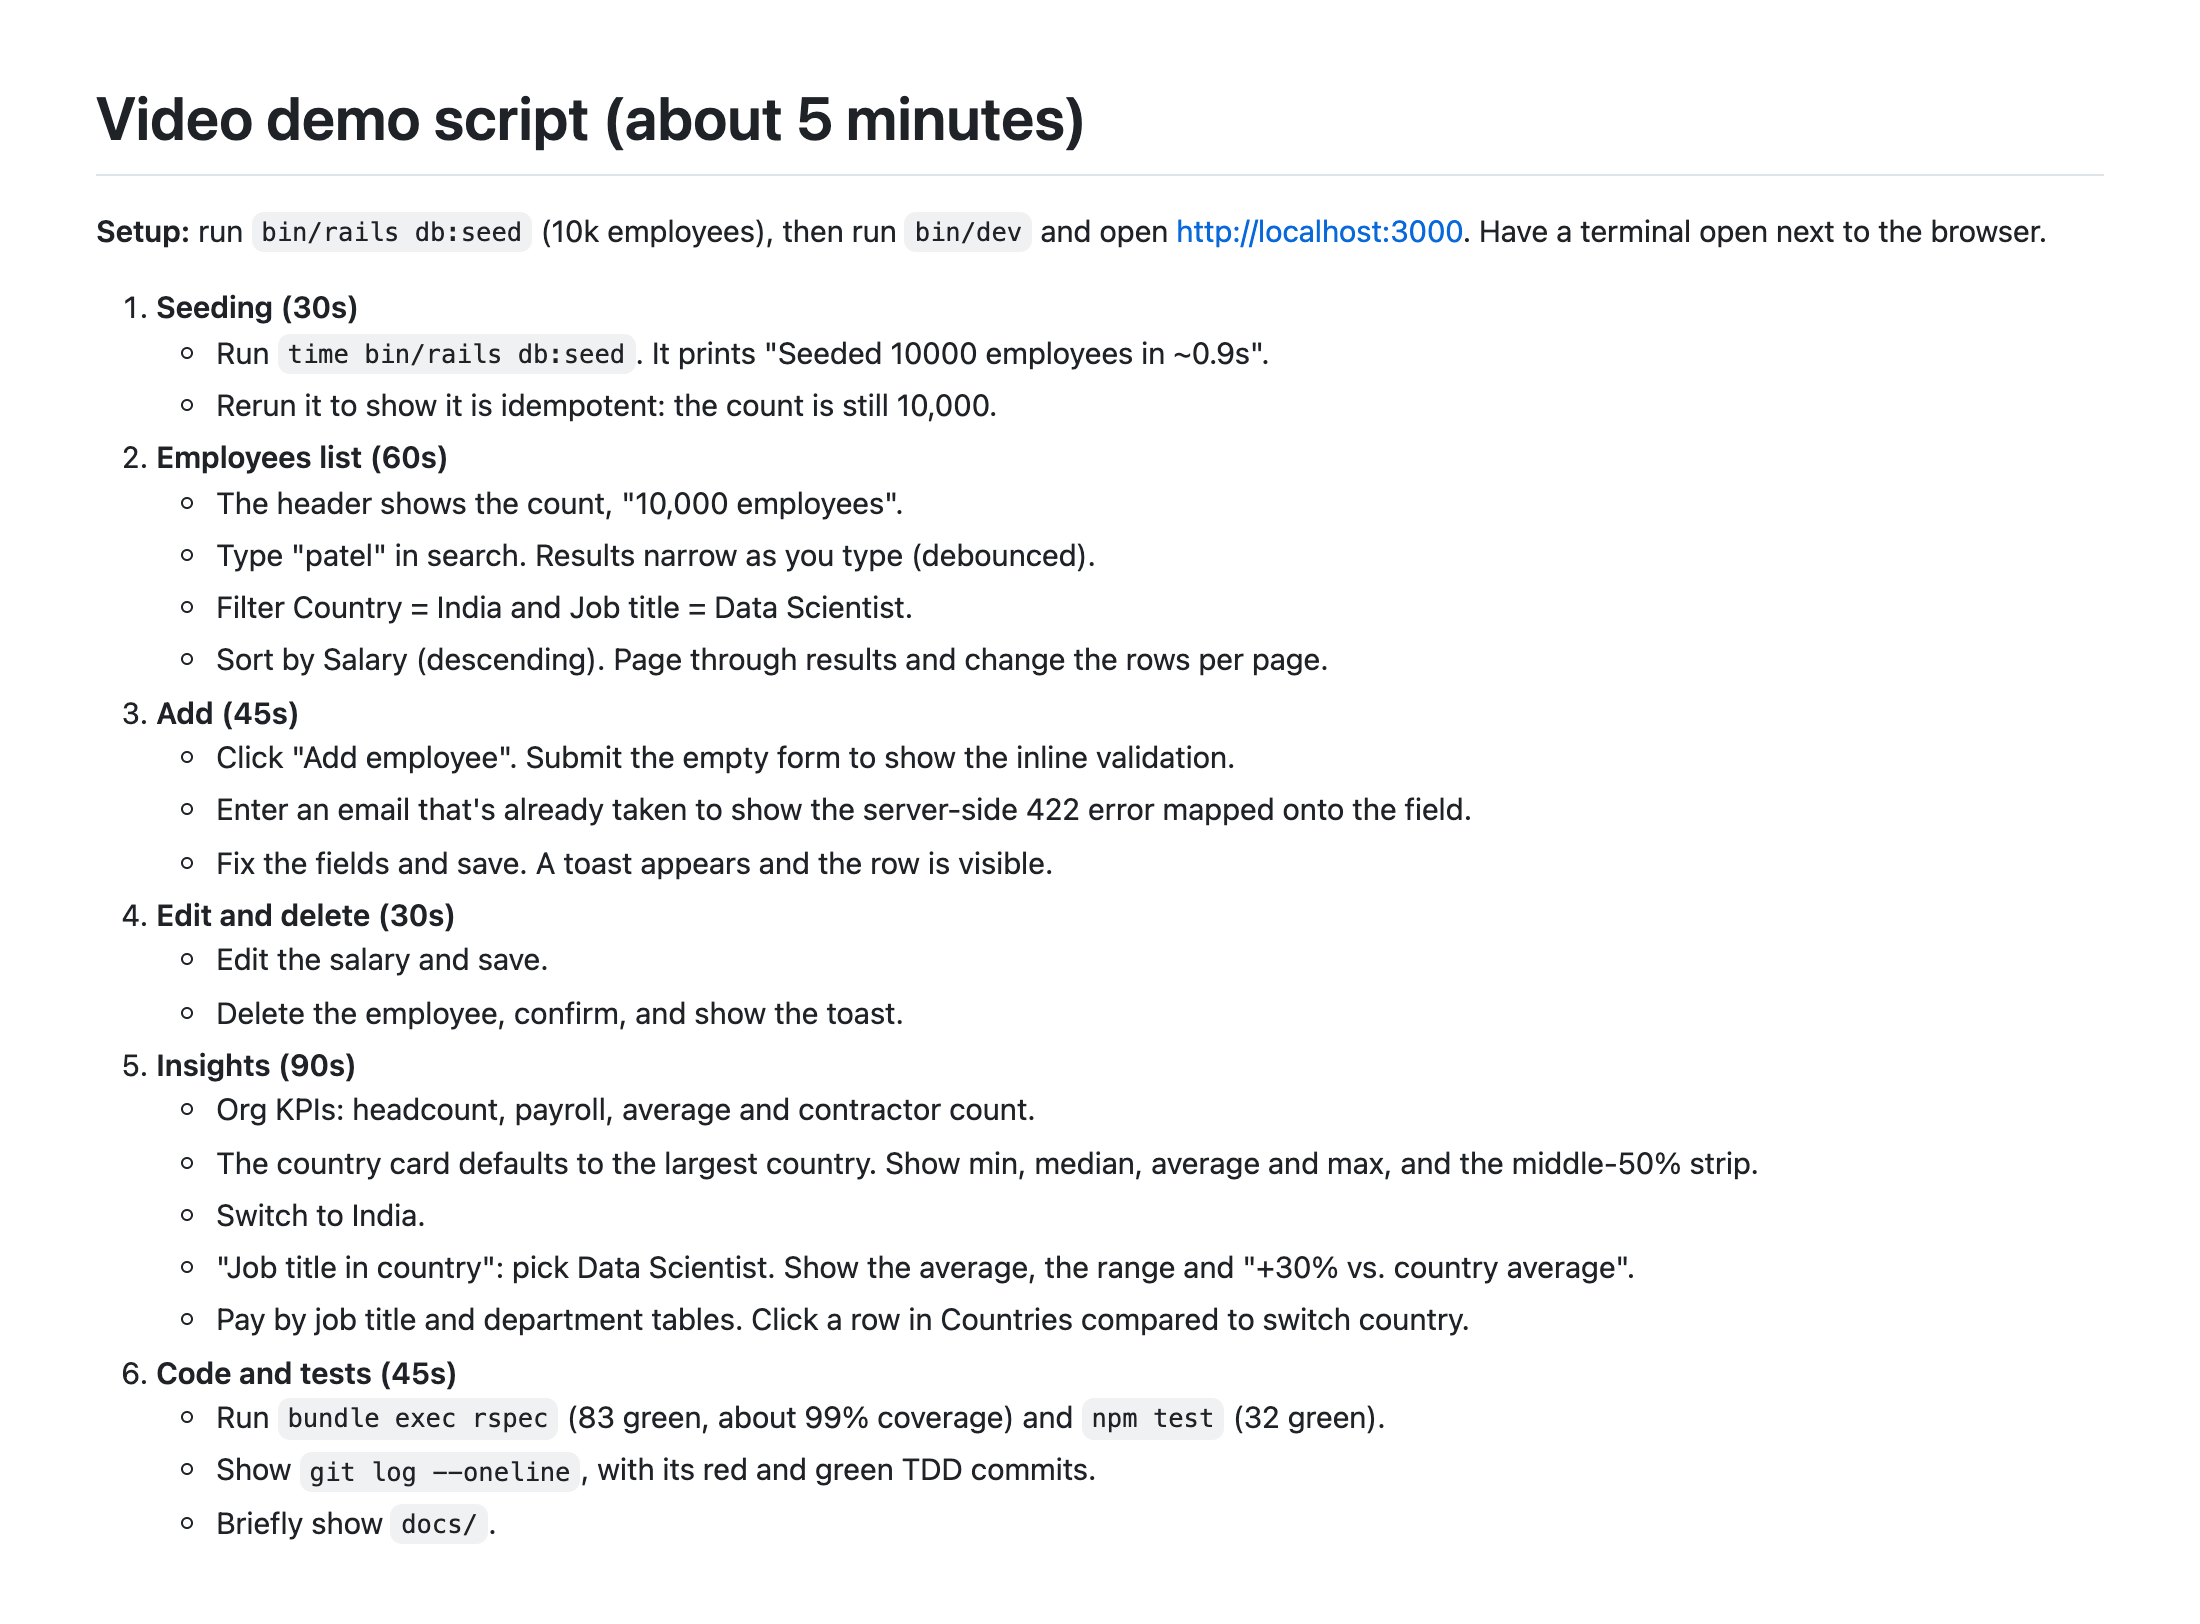 Video demo script (about 5 minutes)
Setup: run bin/rails db:seed (10k employees), then run bin/dev and open http://localhost:3000. Have a terminal open next to the browser.
1. Seeding (30s)
○ Run time bin/rails db:seed. It prints "Seeded 10000 employees in ~0.9s".
○ Rerun it to show it is idempotent: the count is still 10,000.
2. Employees list (60s)
○ The header shows the count, "10,000 employees".
○ Type "patel" in search. Results narrow as you type (debounced).
○ Filter Country = India and Job title = Data Scientist.
○ Sort by Salary (descending). Page through results and change the rows per page.
3. Add (45s)
○ Click "Add employee". Submit the empty form to show the inline validation.
○ Enter an email that's already taken to show the server-side 422 error mapped onto the field.
○ Fix the fields and save. A toast appears and the row is visible.
4. Edit and delete (30s)
○ Edit the salary and save.
○ Delete the employee, confirm, and show the toast.
5. Insights (90s)
○ Org KPIs: headcount, payroll, average and contractor count.
○ The country card defaults to the largest country. Show min, median, average and max, and the middle-50% strip.
○ Switch to India.
○ "Job title in country": pick Data Scientist. Show the average, the range and "+30% vs. country average".
○ Pay by job title and department tables. Click a row in Countries compared to switch country.
6. Code and tests (45s)
○ Run bundle exec rspec (83 green, about 99% coverage) and npm test (32 green).
○ Show git log --oneline, with its red and green TDD commits.
○ Briefly show docs/.